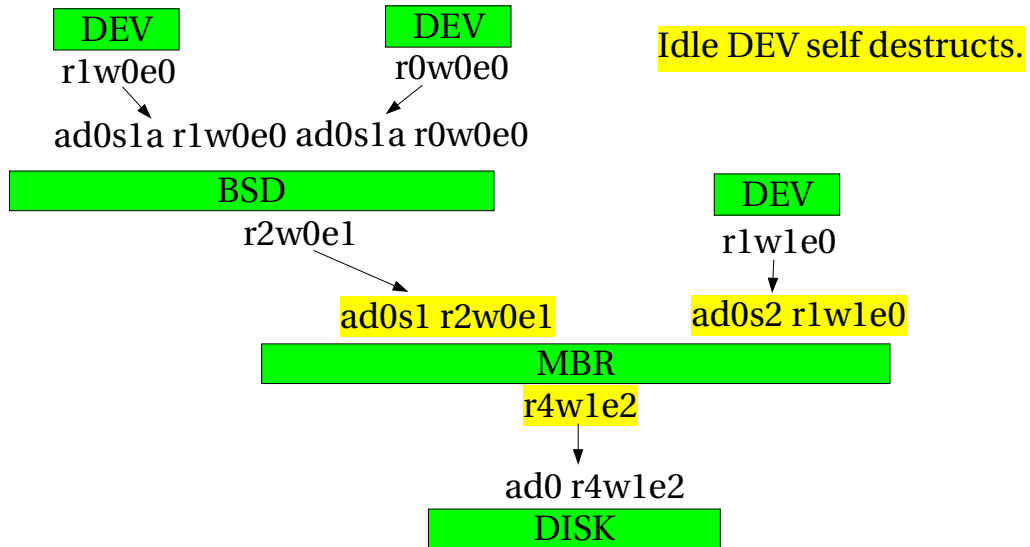 DEV
DEV
Idle DEV self destructs.
r1w0e0
r0w0e0
ad0s1a r1w0e0
ad0s1a r0w0e0
BSD
DEV
r2w0e1
r1w1e0
ad0s1 r2w0e1
ad0s2 r1w1e0
MBR
r4w1e2
ad0 r4w1e2
DISK